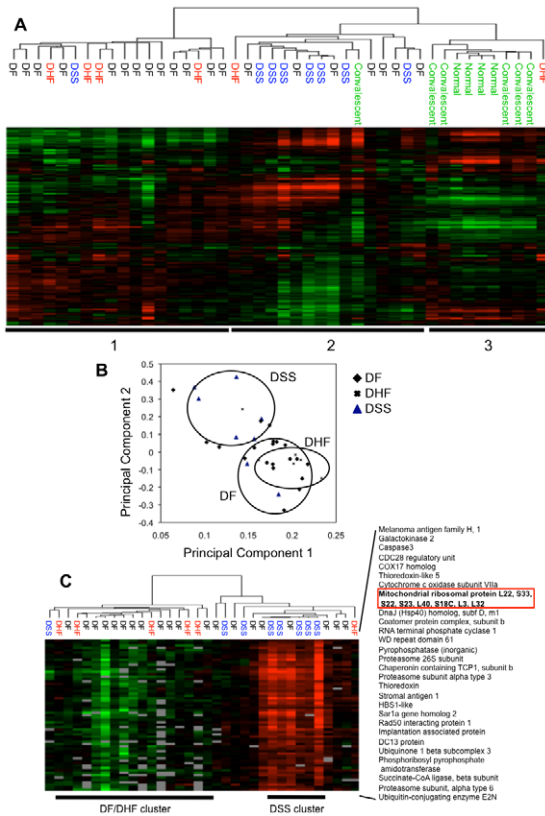 A
DF DF DF DHF DF DSS DHF DHF DF DF DF DF DF DF DF DHF DF DF DHF DF DSS DSS DF DSS DSS DSS DF DSS Convalescent DF DF DF DSS DF Convalescent Convalescent Normal Normal Normal Normal Convalescent Convalescent Convalescent DHF
1 2 3
B
Principal Component 2
0.5
0.4
0.3
0.2
0.1
0
-0.1
-0.2
-0.3
-0.4
DSS
DHF
DF
0.05 0.1 0.15 0.2 0.25
Principal Component 1
DF
DHF
DSS
C
DF/DHF cluster
DSS cluster
Melanoma antigen family H, 1
Galactokinase 2
Caspase3
CDC28 regulatory unit
COX17 homolog
Thioredoxin-like 5
Cytochrome c oxidase subunit VIIa
Mitochondrial ribosomal protein L22, S33,
S22, S23, L40, S18C, L3, L32
DnaJ (Hsp40) homolog, subf D, m1
Coatomer protein complex, subunit b
RNA terminal phosphate cyclase 1
WD repeat domain 61
Pyrophosphatase (inorganic)
Proteasome 26S subunit
Chaperonin containing TCP1, subunit b
Proteasome subunit alpha type 3
Thioredoxin
Stromal antigen 1
HBS1-like
Sar1a gene homolog 2
Rad50 interacting protein 1
Implantation associated protein
DC13 protein
Ubiquinone 1 beta subcomplex 3
Phosphoribosyl pyrophosphate
amidotransferase
Succinate-CoA ligase, beta subunit
Proteasome subunit, alpha type 6
Ubiquitin-conjugating enzyme E2N